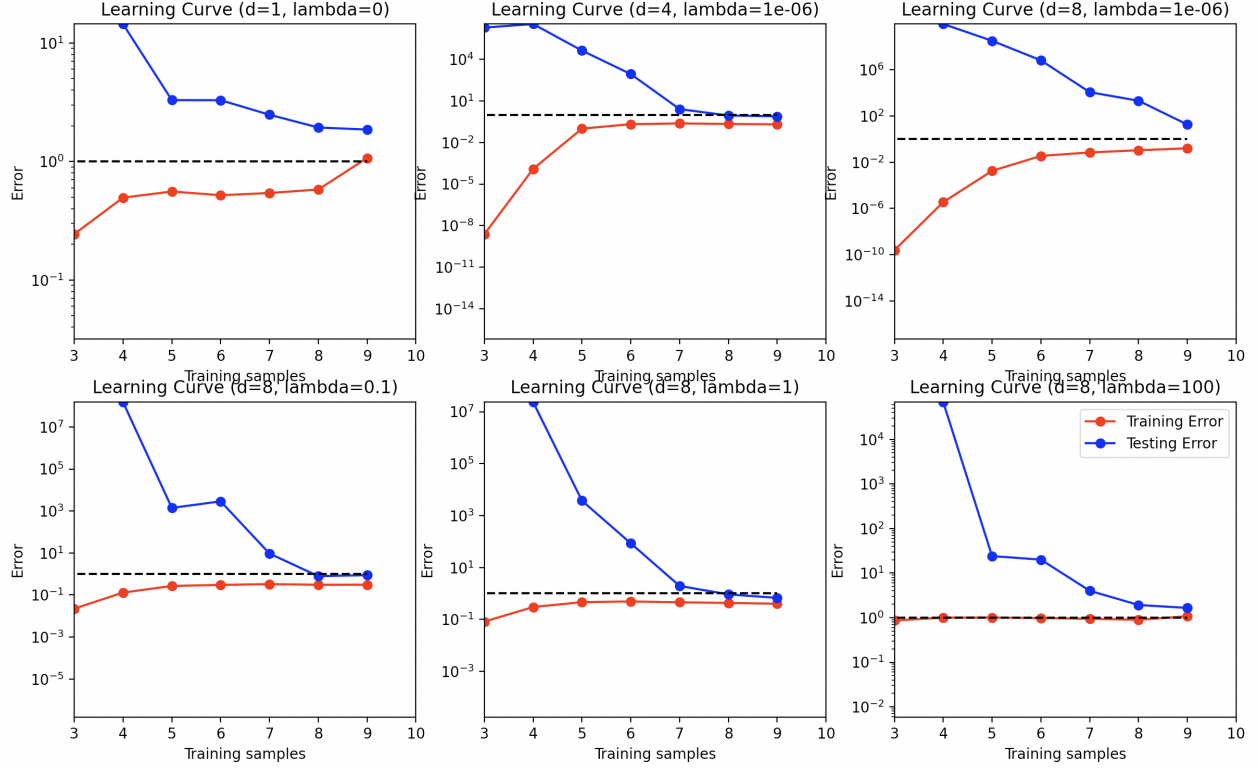 Learning Curve (d=1, lambda=0)
Error
10¹
10⁰
10⁻¹
3 4 5 6 7 8 9 10
Training samples
Learning Curve (d=4, lambda=1e-06)
Error
10⁴
10¹
10⁻²
10⁻⁵
10⁻⁸
10⁻¹¹
10⁻¹⁴
3 4 5 6 7 8 9 10
Training samples
Learning Curve (d=8, lambda=1e-06)
Error
10⁶
10²
10⁻²
10⁻⁶
10⁻¹⁰
10⁻¹⁴
3 4 5 6 7 8 9 10
Training samples
Learning Curve (d=8, lambda=0.1)
Error
10⁷
10⁵
10³
10¹
10⁻¹
10⁻³
10⁻⁵
3 4 5 6 7 8 9 10
Training samples
Learning Curve (d=8, lambda=1)
Error
10⁷
10⁵
10³
10¹
10⁻¹
10⁻³
3 4 5 6 7 8 9 10
Training samples
Learning Curve (d=8, lambda=100)
Training Error
Testing Error
Error
10⁴
10³
10²
10¹
10⁰
10⁻¹
10⁻²
3 4 5 6 7 8 9 10
Training samples